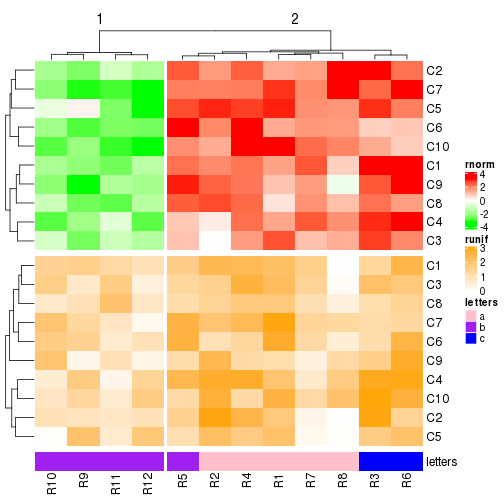 1 2
C2
C7
C5
C6
C10
C1
C9
C8
C4
C3
C1
C3
C8
C7
C6
C9
C4
C10
C2
C5
letters
R10 R9 R11 R12 R5 R2 R4 R1 R7 R8 R3 R6
rnorm
4
2
0
-2
-4
runif
3
2
1
0
letters
a
b
c